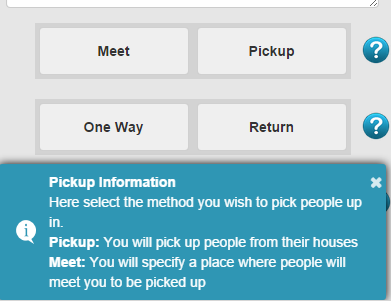 Meet Pickup ?
One Way Return ?
Pickup Information ×
Here select the method you wish to pick people up
in.
Pickup: You will pick up people from their houses
Meet: You will specify a place where people will
meet you to be picked up